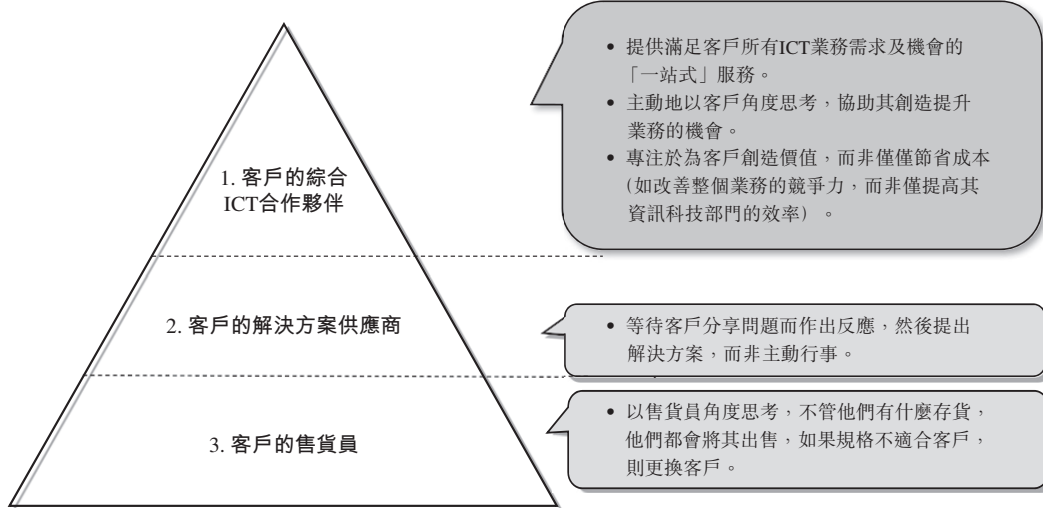 • 提供滿足客戶所有ICT業務需求及機會的
「一站式」服務。
• 主動地以客戶角度思考，協助其創造提升
業務的機會。
• 專注於為客戶創造價值，而非僅僅節省成本
(如改善整個業務的競爭力，而非僅提高其
資訊科技部門的效率) 。
1. 客戶的綜合
ICT合作夥伴
2. 客戶的解決方案供應商
• 等待客戶分享問題而作出反應，然後提出
解決方案，而非主動行事。
3. 客戶的售貨員
• 以售貨員角度思考，不管他們有什麼存貨，
他們都會將其出售，如果規格不適合客戶，
則更換客戶。